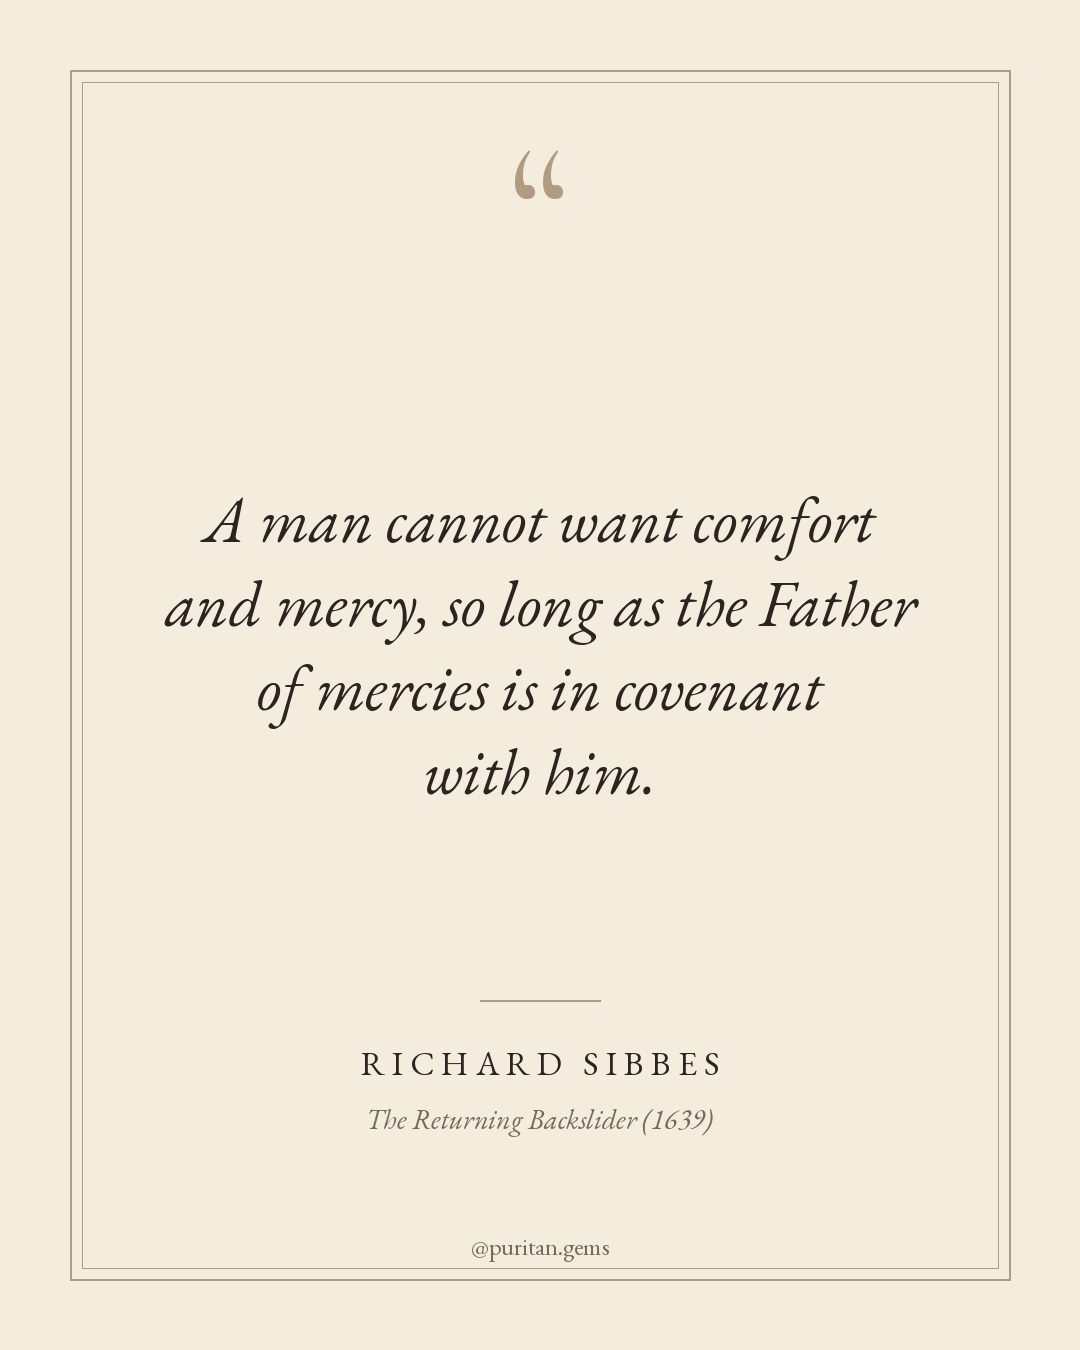 “
A man cannot want comfort
and mercy, so long as the Father
of mercies is in covenant
with him.
RICHARD SIBBES
The Returning Backslider (1639)
@puritan.gems